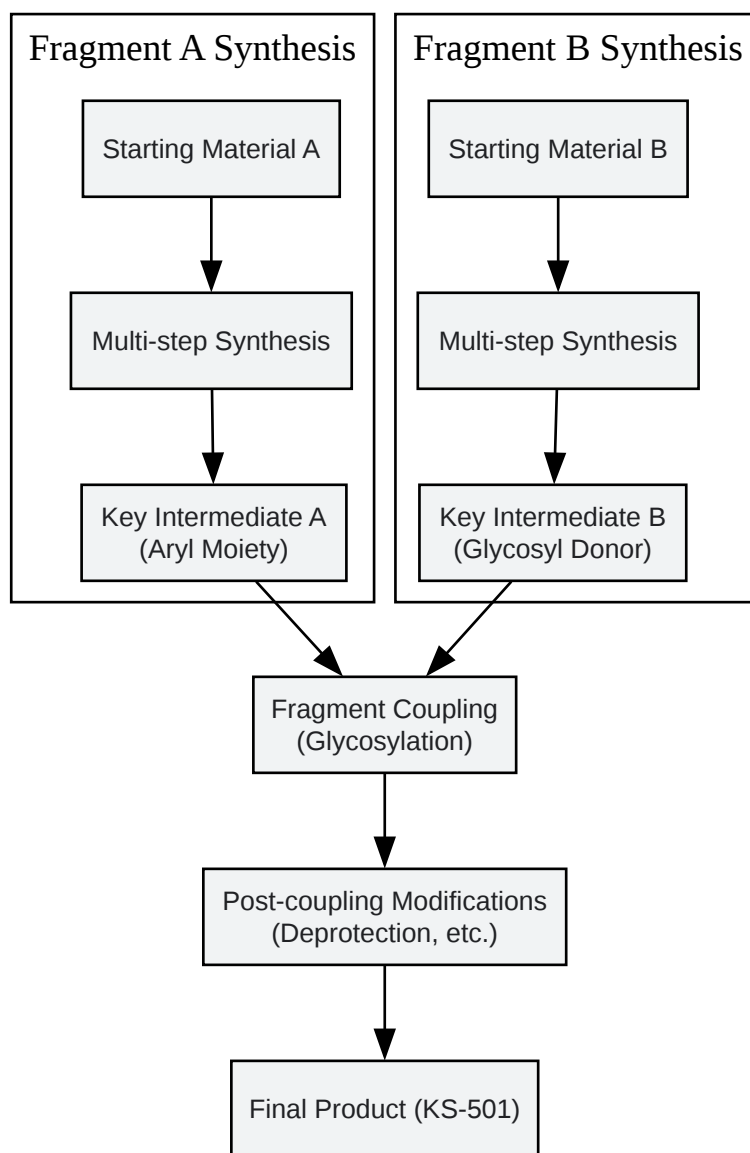 Fragment A Synthesis
Starting Material A
Multi-step Synthesis
Key Intermediate A
(Aryl Moiety)
Fragment B Synthesis
Starting Material B
Multi-step Synthesis
Key Intermediate B
(Glycosyl Donor)
Fragment Coupling
(Glycosylation)
Post-coupling Modifications
(Deprotection, etc.)
Final Product (KS-501)